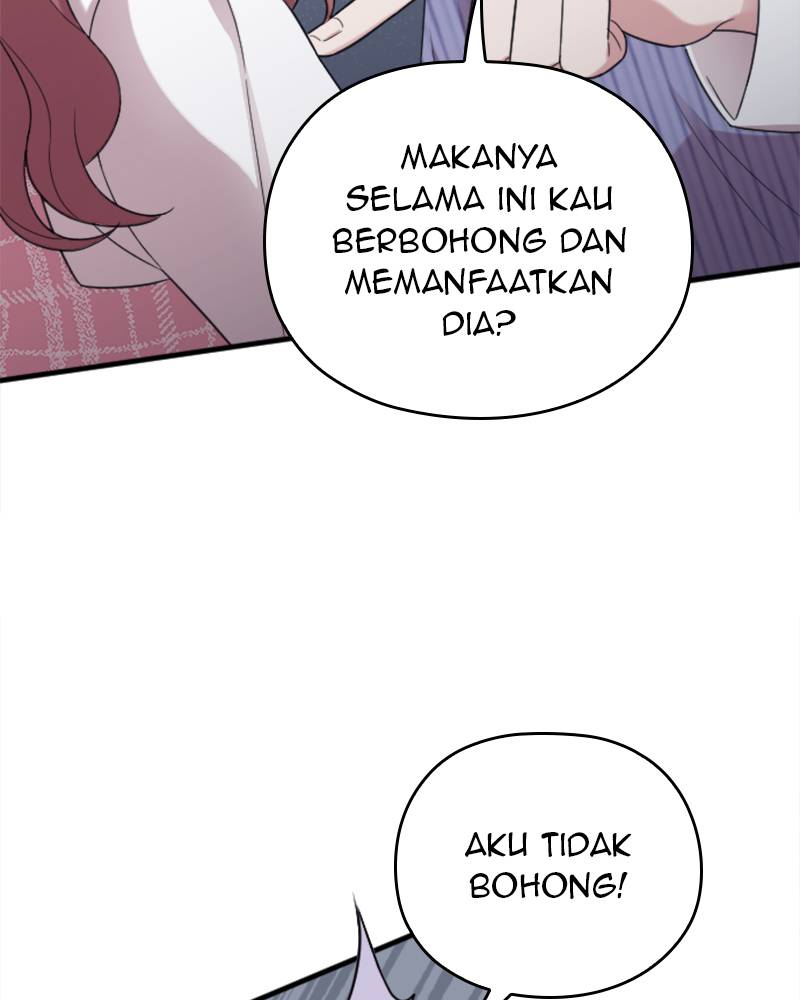 MAKANYA
SELAMA INI KAU
BERBOHONG DAN
MEMANFAATKAN
DIA?
AKU TIDAK
BOHONG!